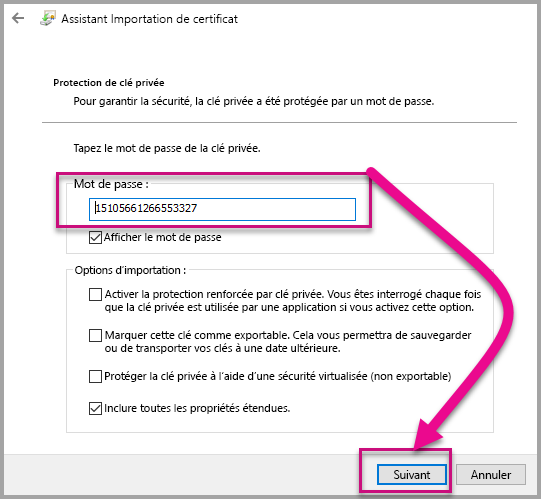 Assistant Importation de certificat
Protection de clé privée
Pour garantir la sécurité, la clé privée a été protégée par un mot de passe.
Tapez le mot de passe de la clé privée.
Mot de passe :
15105661266553327
Afficher le mot de passe
Options d'importation :
Activer la protection renforcée par clé privée. Vous êtes interrogé chaque fois
que la clé privée est utilisée par une application si vous activez cette option.
Marquer cette clé comme exportable. Cela vous permettra de sauvegarder
ou de transporter vos clés à une date ultérieure.
Protéger la clé privée à l'aide d'une sécurité virtualisée (non exportable)
Inclure toutes les propriétés étendues.
Suivant
Annuler